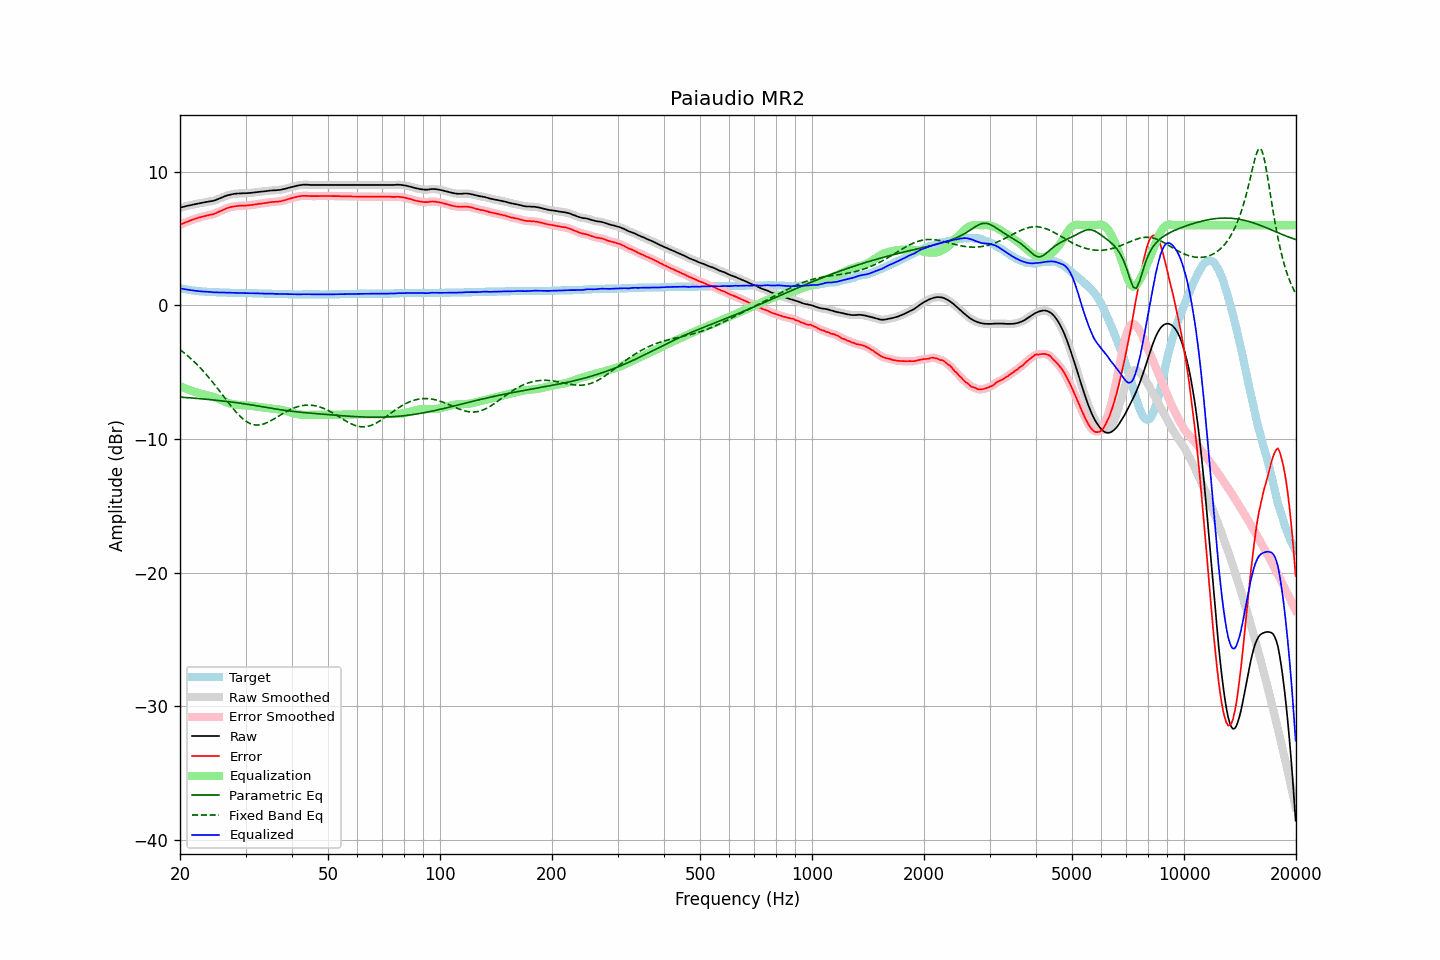 Paiaudio MR2
10
0
−10
−20
−30
−40
Amplitude (dBr)
Target
Raw Smoothed
Error Smoothed
Raw
Error
Equalization
Parametric Eq
Fixed Band Eq
Equalized
20 50 100 200 500 1000 2000 5000 10000 20000
Frequency (Hz)